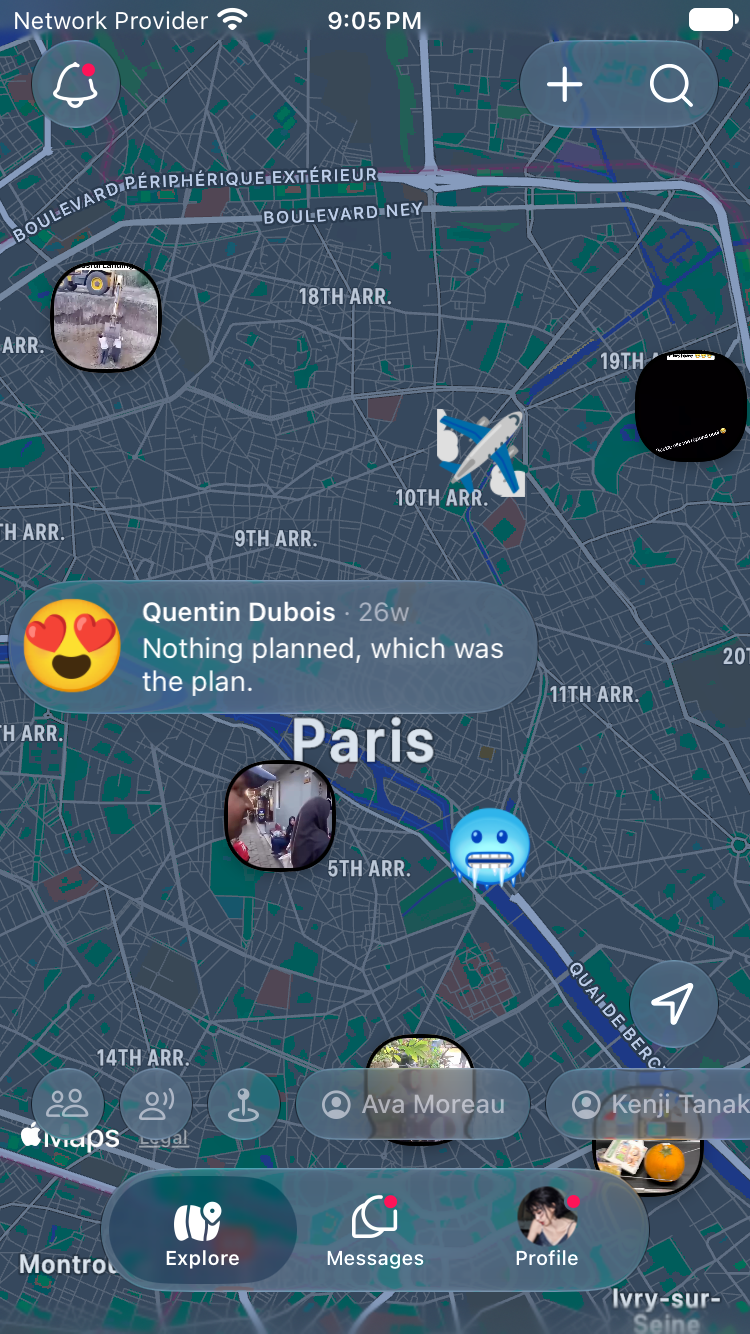 Network Provider
9:05 PM
BOULEVARD PÉRIPHÉRIQUE EXTÉRIEUR
BOULEVARD NEY
18TH ARR.
ARR.
19TH
10TH ARR.
TH ARR.
9TH ARR.
Quentin Dubois · 26w
Nothing planned, which was
the plan.
20T
11TH ARR.
H ARR.
Paris
5TH ARR.
QUAI DE BERCY
14TH ARR.
Ava Moreau
Kenji Tanak
Maps
Legal
Explore
Messages
Profile
Montrou
Ivry-sur-
Seine